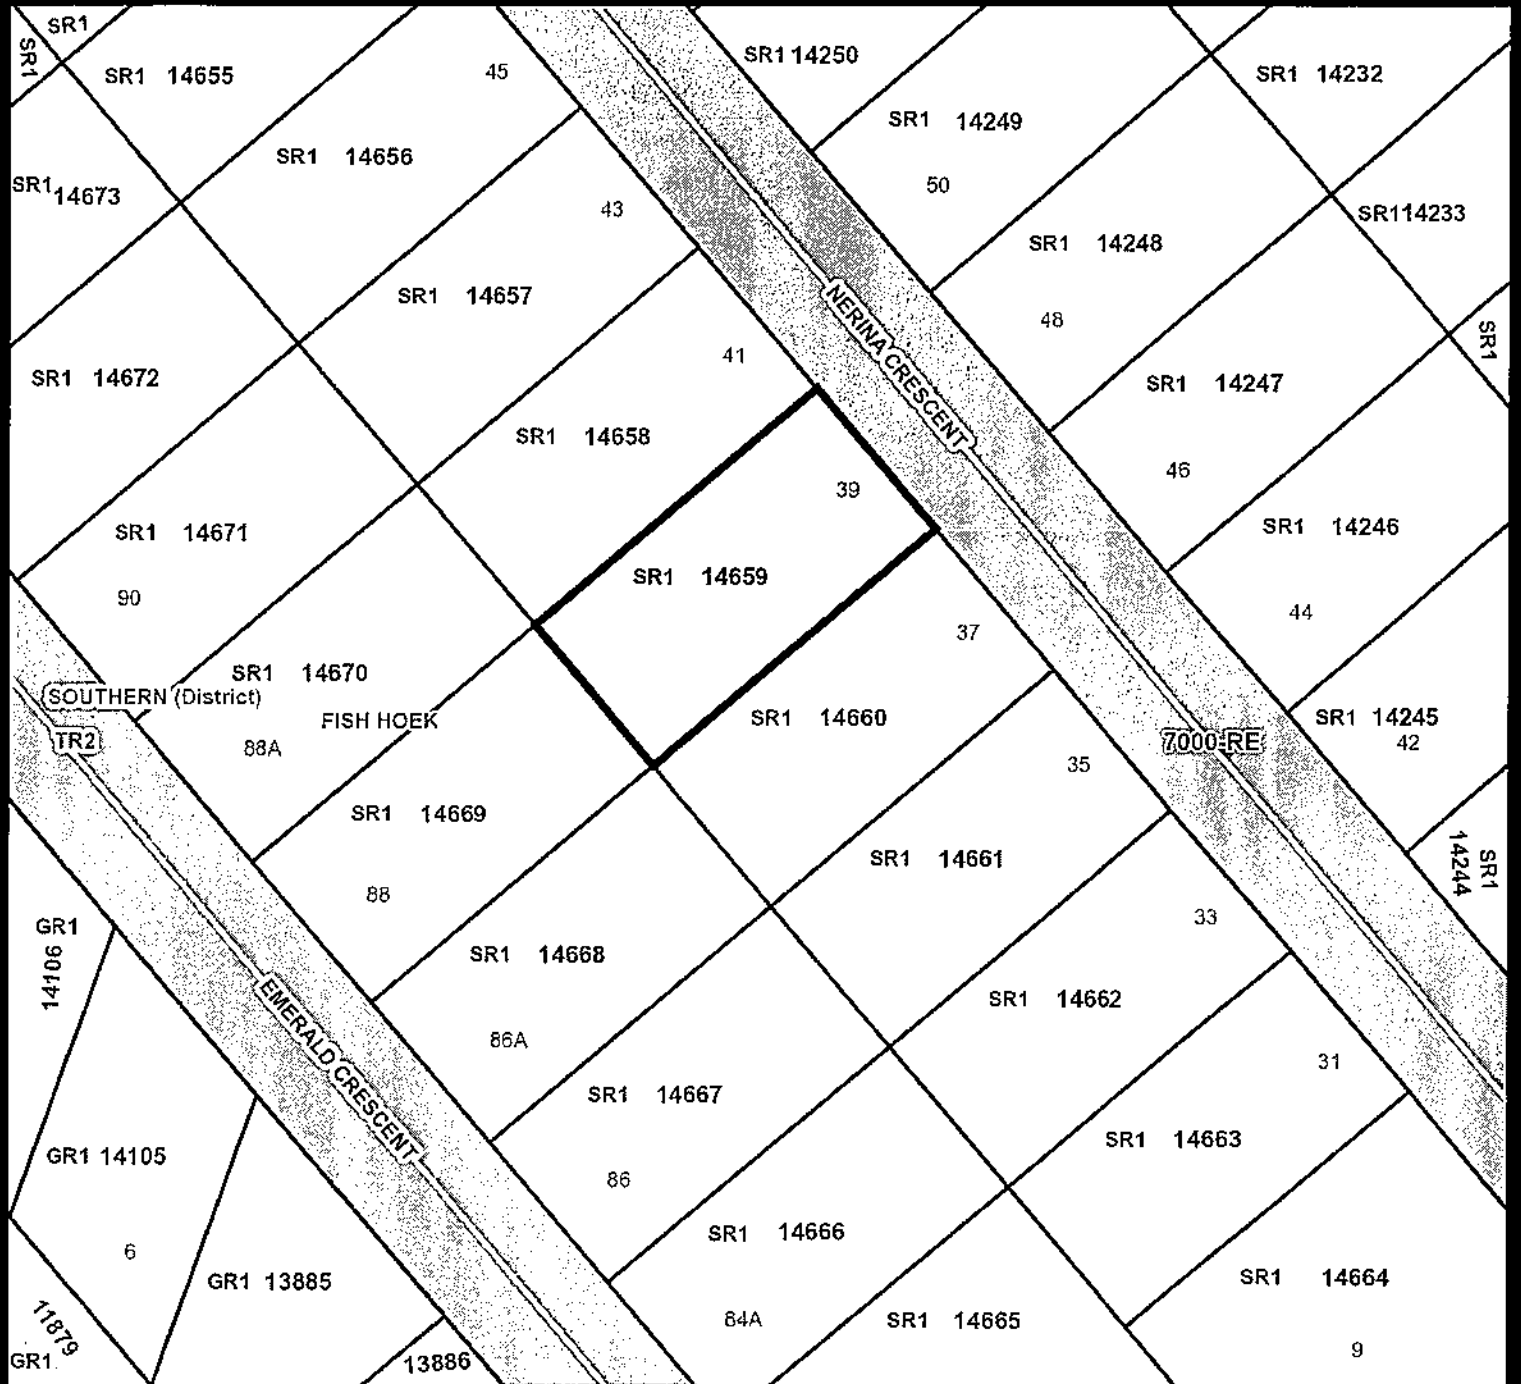 SR1
SR1
SR1 14655
45
SR1 14250
SR1 14232
SR1 14249
SR1 14656
SR1 14673
50
43
SR1 14233
SR1 14248
SR1 14657
48
SR1
41
SR1 14672
NERINA CRESCENT
SR1 14247
SR1 14658
46
39
SR1 14671
SR1 14246
SR1 14659
90
44
37
SR1 14670
SOUTHERN (District)
FISH HOEK
SR1 14660
SR1 14245
42
TR2
88A
7000-RE
35
SR1 14669
SR1 14661
SR1 14244
88
33
GR1 14106
SR1 14668
SR1 14662
86A
EMERALD CRESCENT
31
SR1 14667
SR1 14663
GR1 14105
86
SR1 14666
6
GR1 13885
SR1 14664
84A
SR1 14665
11879
GR1
13886
9